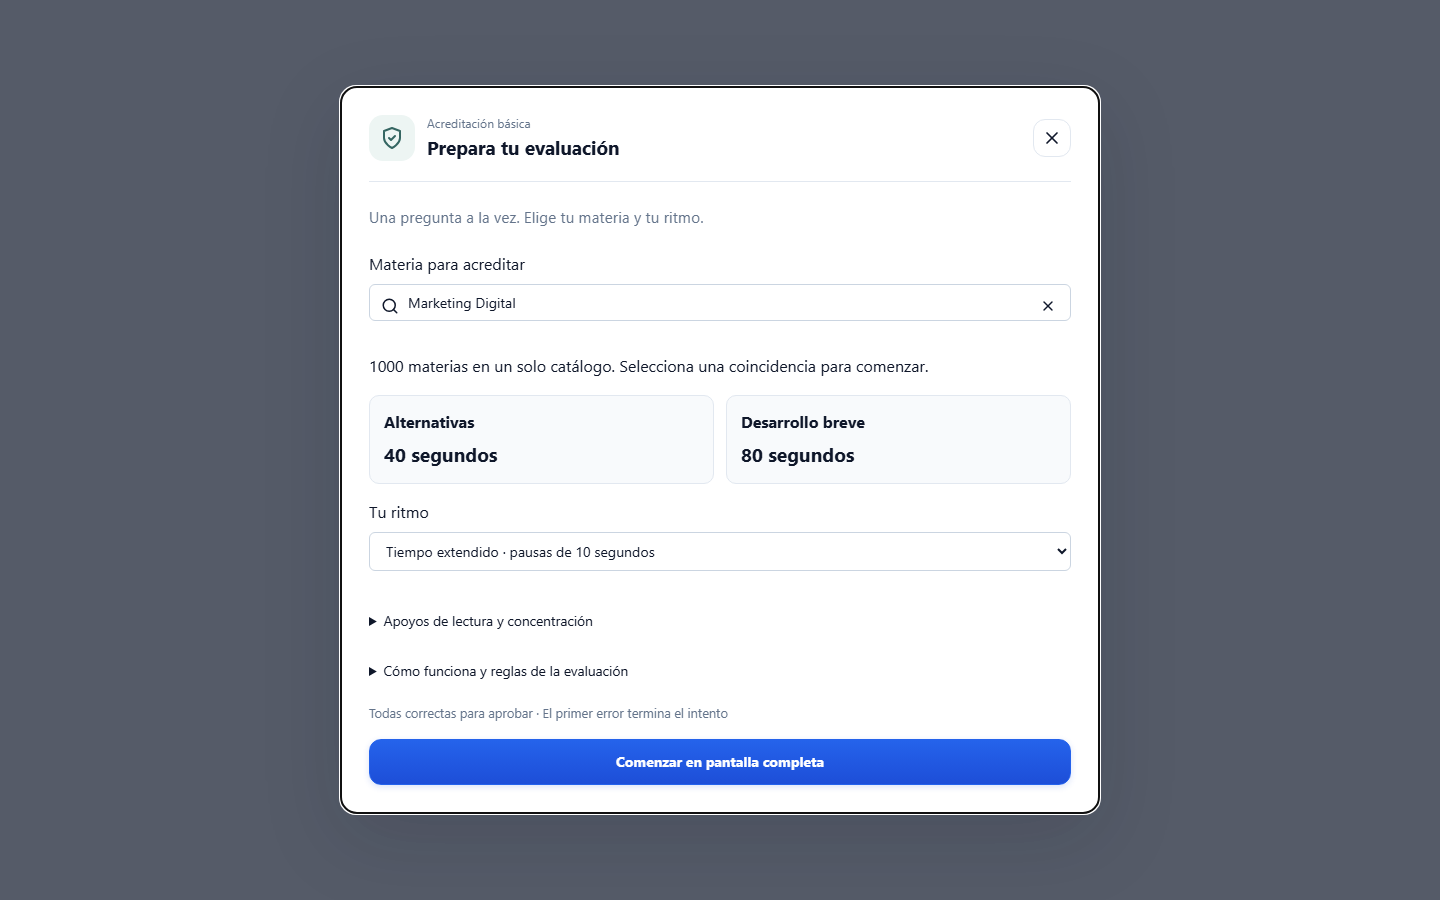 Acreditación básica
Prepara tu evaluación
Una pregunta a la vez. Elige tu materia y tu ritmo.
Materia para acreditar
Marketing Digital
1000 materias en un solo catálogo. Selecciona una coincidencia para comenzar.
Alternativas
40 segundos
Desarrollo breve
80 segundos
Tu ritmo
Tiempo extendido · pausas de 10 segundos
Apoyos de lectura y concentración
Cómo funciona y reglas de la evaluación
Todas correctas para aprobar · El primer error termina el intento
Comenzar en pantalla completa